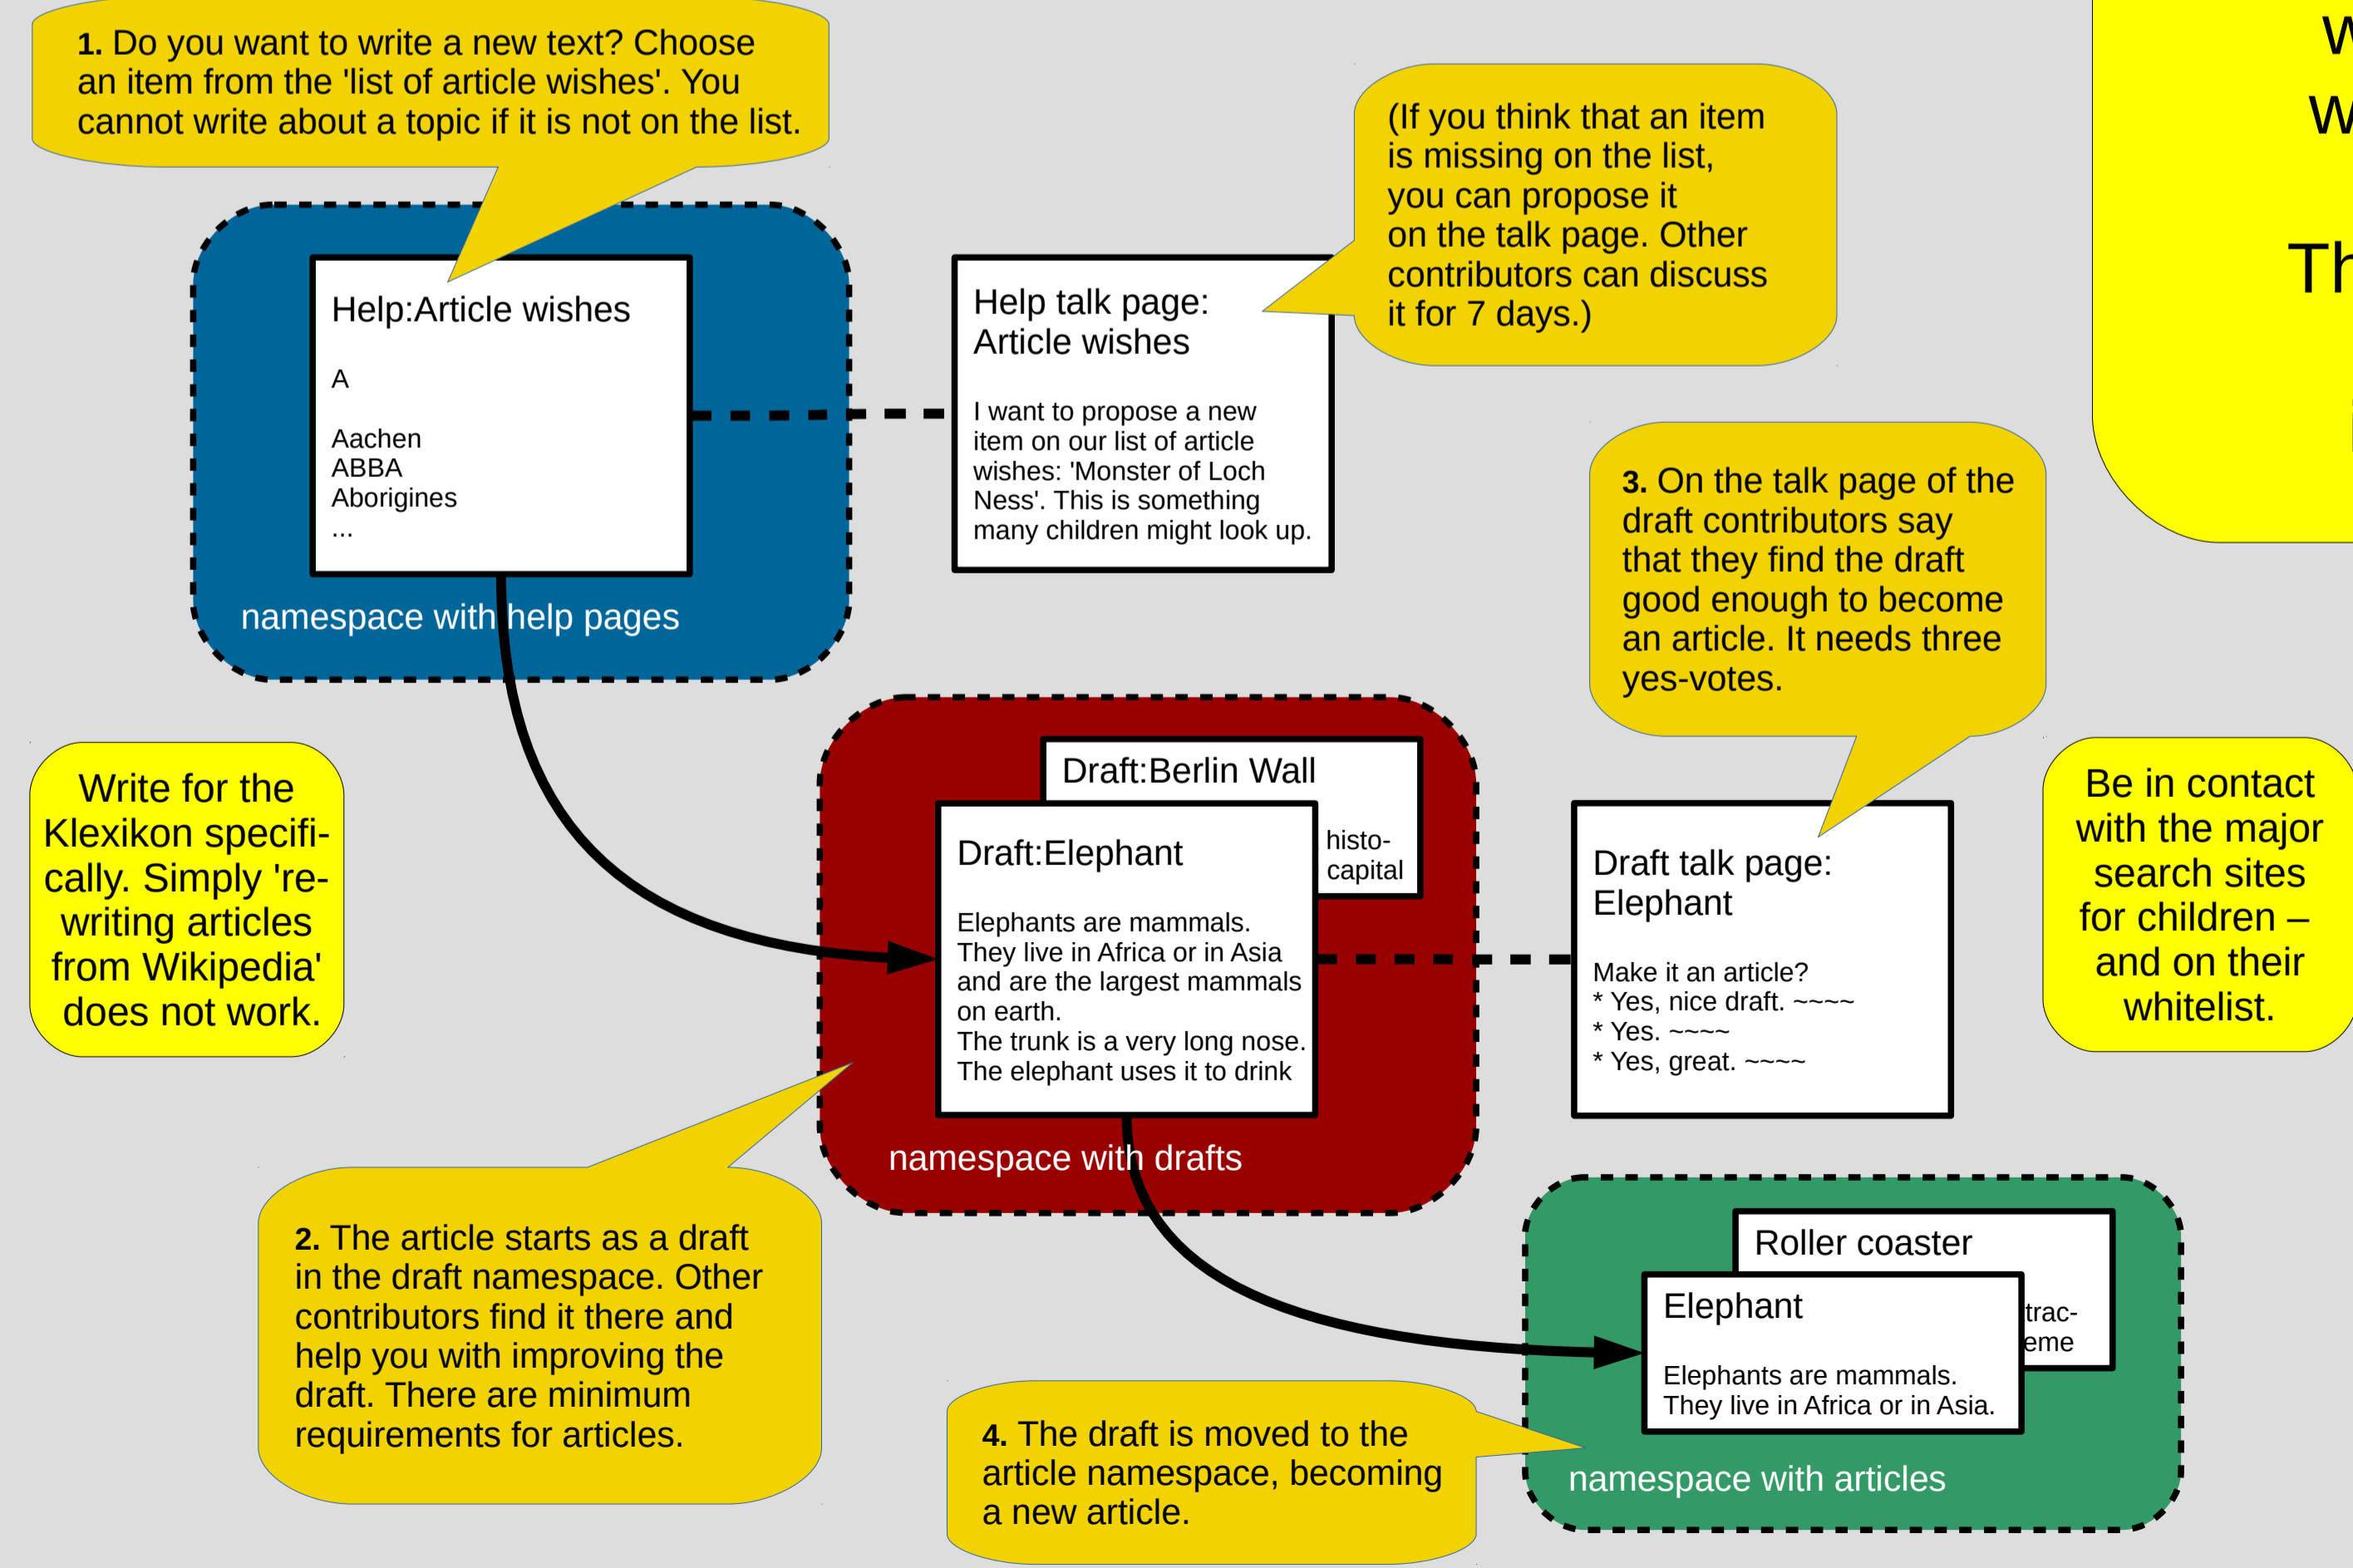 1. Do you want to write a new text? Choose
an item from the 'list of article wishes'. You
cannot write about a topic if it is not on the list.
(If you think that an item
is missing on the list,
you can propose it
on the talk page. Other
contributors can discuss
it for 7 days.)
Help:Article wishes
A
Aachen
ABBA
Aborigines
...
namespace with help pages
Help talk page:
Article wishes
I want to propose a new
item on our list of article
wishes: 'Monster of Loch
Ness'. This is something
many children might look up.
3. On the talk page of the
draft contributors say
that they find the draft
good enough to become
an article. It needs three
yes-votes.
Write for the
Klexikon specifi-
cally. Simply 're-
writing articles
from Wikipedia'
does not work.
Draft:Berlin Wall
histo-
capital
Draft:Elephant
Elephants are mammals.
They live in Africa or in Asia
and are the largest mammals
on earth.
The trunk is a very long nose.
The elephant uses it to drink
namespace with drafts
Draft talk page:
Elephant
Make it an article?
* Yes, nice draft. ~~~~
* Yes. ~~~~
* Yes, great. ~~~~
Be in contact
with the major
search sites
for children –
and on their
whitelist.
2. The article starts as a draft
in the draft namespace. Other
contributors find it there and
help you with improving the
draft. There are minimum
requirements for articles.
4. The draft is moved to the
article namespace, becoming
a new article.
Roller coaster
trac-
eme
Elephant
Elephants are mammals.
They live in Africa or in Asia.
namespace with articles